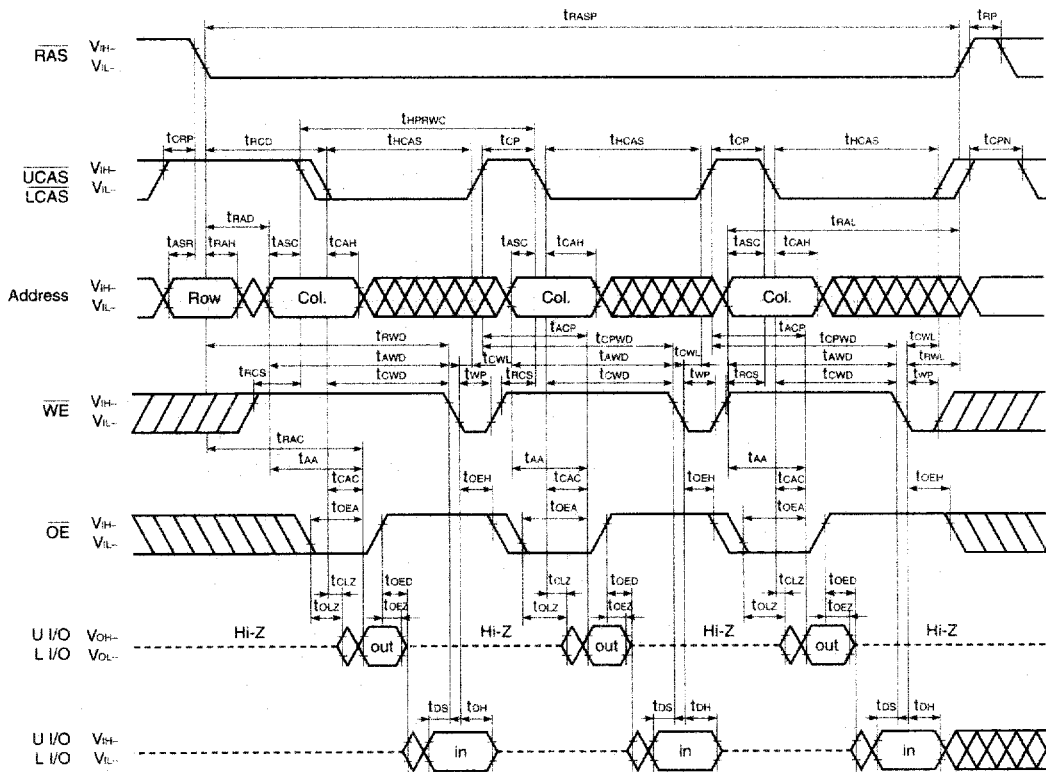 tRASP
tRP
RAS
VIH–
VIL–
tHPRWC
tCRP
tRCD
tHCAS
tCP
tHCAS
tCP
tHCAS
tCPN
UCAS
LCAS
VIH–
VIL–
tRAD
tRAL
tASR
tRAH
tASC
tCAH
tASC
tCAH
tASC
tCAH
Address
VIH–
VIL–
Row
Col.
Col.
Col.
tACP
tACP
tRWD
tCPWD
tCPWD
tCWL
tAWD
tCWL
tAWD
tCWL
tAWD
tRWL
tRCS
tCWD
tWP
tRCS
tCWD
tWP
tRCS
tCWD
tWP
WE
VIH–
VIL–
tRAC
tAA
tAA
tAA
tCAC
tOEH
tCAC
tOEH
tCAC
tOEH
tOEA
tOEA
tOEA
OE
VIH–
VIL–
tCLZ
tOED
tCLZ
tOED
tCLZ
tOED
tOLZ
tOEZ
tOLZ
tOEZ
tOLZ
tOEZ
Hi-Z
Hi-Z
Hi-Z
Hi-Z
U I/O
L I/O
VOH–
VOL–
out
out
out
tDS
tDH
tDS
tDH
tDS
tDH
U I/O
L I/O
VIH–
VIL–
in
in
in